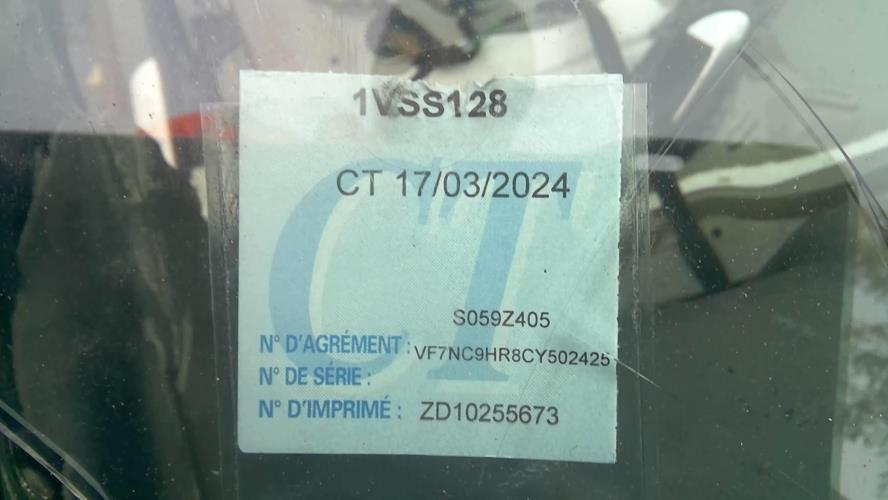 1VSS128
CT 17/03/2024
CT
S059Z405
N° D'AGRÉMENT : VF7NC9HR8CY502425
N° DE SÉRIE :
N° D'IMPRIMÉ : ZD10255673